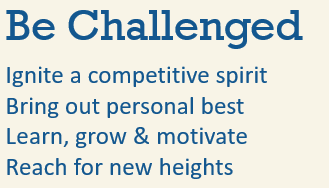 Be Challenged
Ignite a competitive spirit
Bring out personal best
Learn, grow & motivate
Reach for new heights